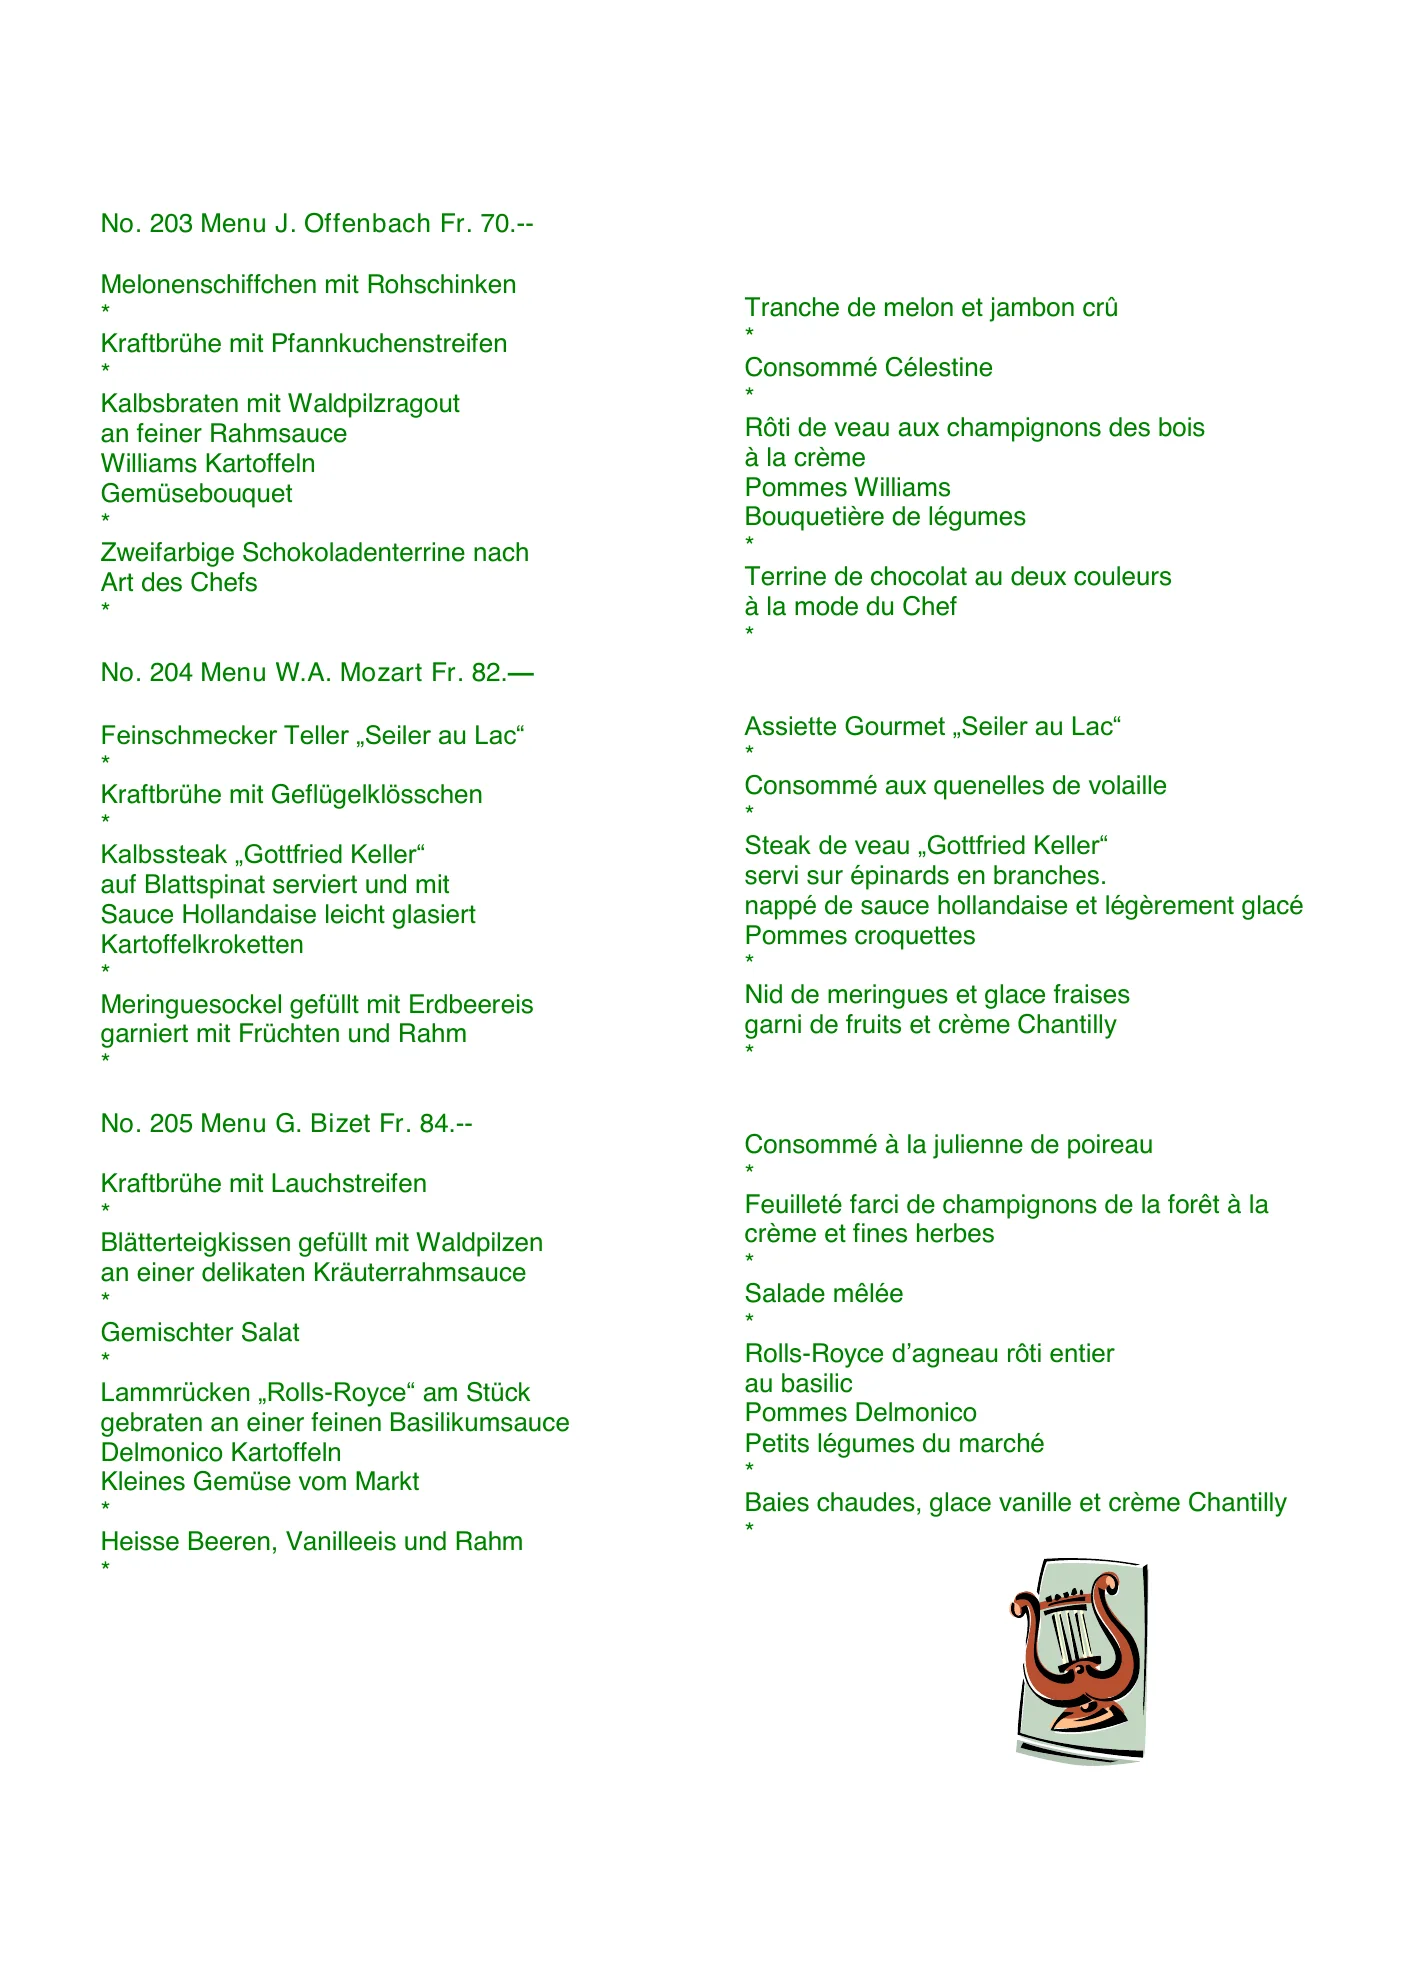 No. 203 Menu J. Offenbach Fr. 70.--
Melonenschiffchen mit Rohschinken
*
Kraftbrühe mit Pfannkuchenstreifen
*
Kalbsbraten mit Waldpilzragout
an feiner Rahmsauce
Williams Kartoffeln
Gemüsebouquet
*
Zweifarbige Schokoladenterrine nach
Art des Chefs
*
Tranche de melon et jambon crû
*
Consommé Célestine
*
Rôti de veau aux champignons des bois
à la crème
Pommes Williams
Bouquetière de légumes
*
Terrine de chocolat au deux couleurs
à la mode du Chef
*
No. 204 Menu W.A. Mozart Fr. 82.—
Feinschmecker Teller „Seiler au Lac“
*
Kraftbrühe mit Geflügelklösschen
*
Kalbssteak „Gottfried Keller“
auf Blattspinat serviert und mit
Sauce Hollandaise leicht glasiert
Kartoffelkroketten
*
Meringuesockel gefüllt mit Erdbeereis
garniert mit Früchten und Rahm
*
Assiette Gourmet „Seiler au Lac“
*
Consommé aux quenelles de volaille
*
Steak de veau „Gottfried Keller“
servi sur épinards en branches.
nappé de sauce hollandaise et légèrement glacé
Pommes croquettes
*
Nid de meringues et glace fraises
garni de fruits et crème Chantilly
*
No. 205 Menu G. Bizet Fr. 84.--
Kraftbrühe mit Lauchstreifen
*
Blätterteigkissen gefüllt mit Waldpilzen
an einer delikaten Kräuterrahmsauce
*
Gemischter Salat
*
Lammrücken „Rolls-Royce“ am Stück
gebraten an einer feinen Basilikumsauce
Delmonico Kartoffeln
Kleines Gemüse vom Markt
*
Heisse Beeren, Vanilleeis und Rahm
*
Consommé à la julienne de poireau
*
Feuilleté farci de champignons de la forêt à la
crème et fines herbes
*
Salade mêlée
*
Rolls-Royce d’agneau rôti entier
au basilic
Pommes Delmonico
Petits légumes du marché
*
Baies chaudes, glace vanille et crème Chantilly
*